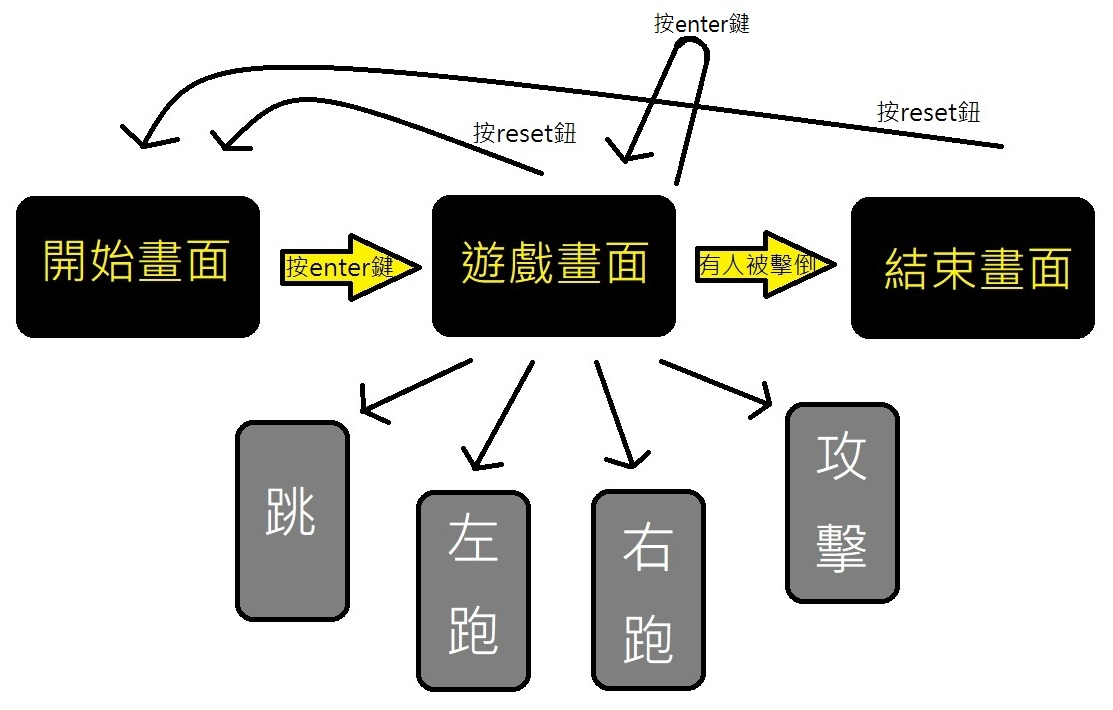 按enter鍵
按reset鈕
按reset鈕
開始畫面
按enter鍵
遊戲畫面
有人被擊倒
結束畫面
跳
左
跑
右
跑
攻
擊